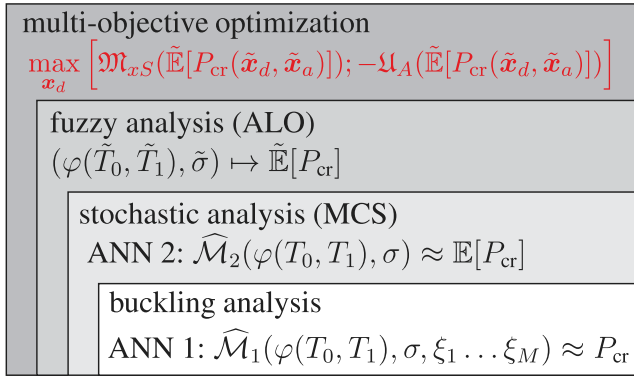 multi-objective optimization
max_{𝒙_d} [𝔐_{xS}(𝔼̃[P_cr(𝒙̃_d, 𝒙̃_a)]); −𝔘_A(𝔼̃[P_cr(𝒙̃_d, 𝒙̃_a)])]
fuzzy analysis (ALO)
(φ(T̃_0, T̃_1), σ̃) ↦ 𝔼̃[P_cr]
stochastic analysis (MCS)
ANN 2: ℳ̂_2(φ(T_0, T_1), σ) ≈ 𝔼[P_cr]
buckling analysis
ANN 1: ℳ̂_1(φ(T_0, T_1), σ, ξ_1 … ξ_M) ≈ P_cr